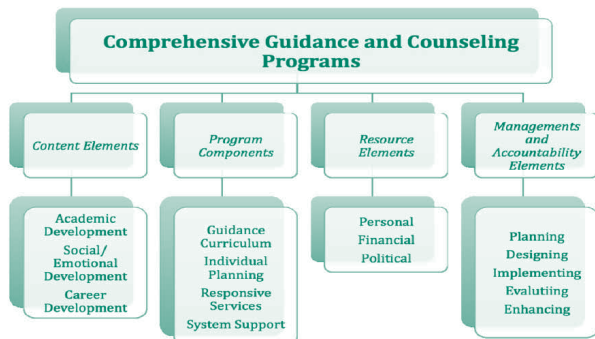 Comprehensive Guidance and Counseling
Programs
Content Elements
Program
Components
Resource
Elements
Managements
and
Accountability
Elements
Academic
Development
Social/
Emotional
Development
Career
Development
Guidance
Curriculum
Individual
Planning
Responsive
Services
System Support
Personal
Financial
Political
Planning
Designing
Implementing
Evalutiing
Enhancing